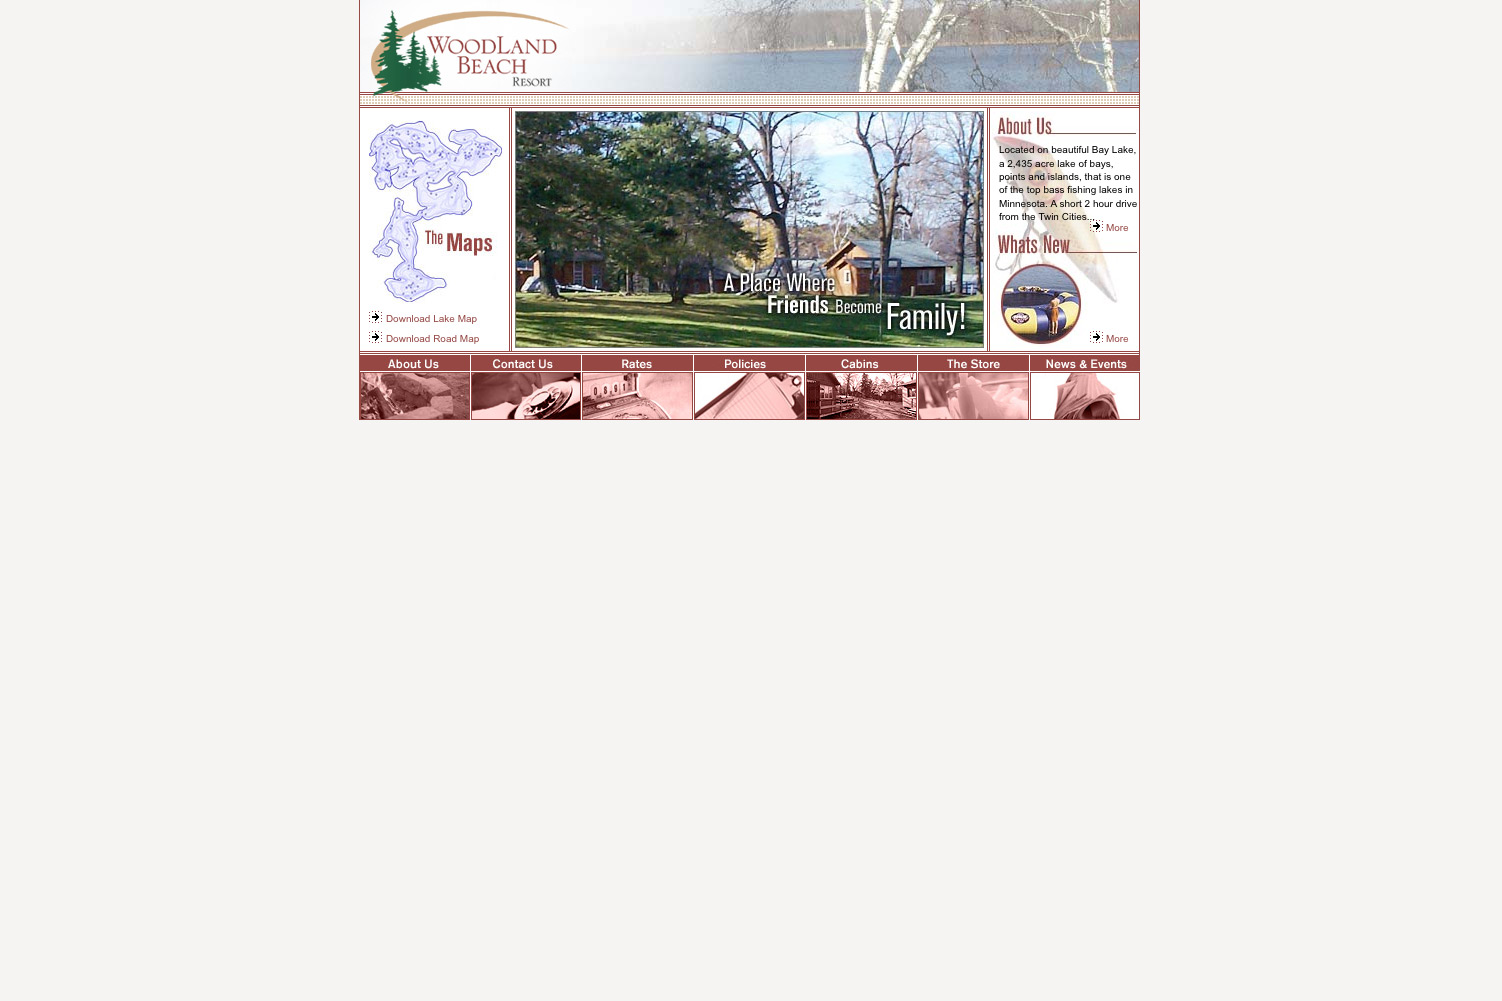 WOODLAND
BEACH
RESORT
The Maps
Download Lake Map
Download Road Map
A Place Where
Friends Become
Family!
About Us
Located on beautiful Bay Lake,
a 2,435 acre lake of bays,
points and islands, that is one
of the top bass fishing lakes in
Minnesota. A short 2 hour drive
from the Twin Cities...
More
Whats New
More
About Us
Contact Us
Rates
Policies
Cabins
The Store
News & Events